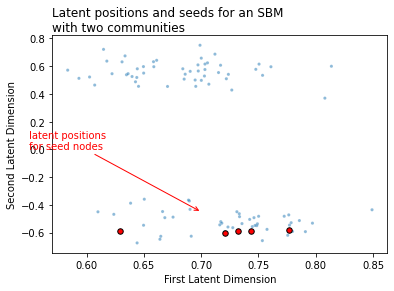 Latent positions and seeds for an SBM
with two communities
0.8
0.6
0.4
0.2
0.0
−0.2
−0.4
−0.6
Second Latent Dimension
latent positions
for seed nodes
0.60
0.65
0.70
0.75
0.80
0.85
First Latent Dimension